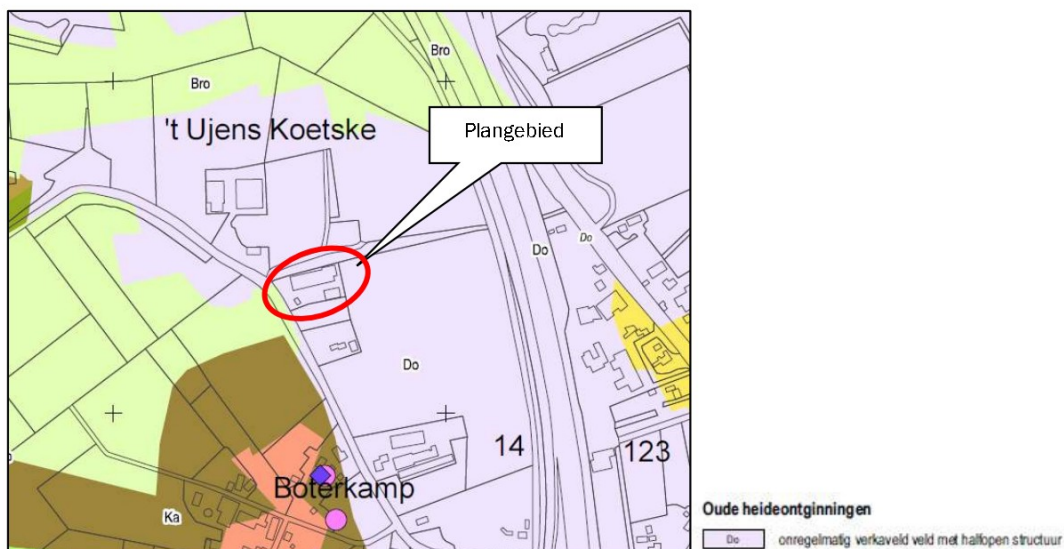 Bro
Bro
't Ujens Koetske
Plangebied
Do
Do
Do
14
123
Boterkamp
Ka
Oude heideontginningen
Do onregelmatig verkaveld veld met halfopen structuur